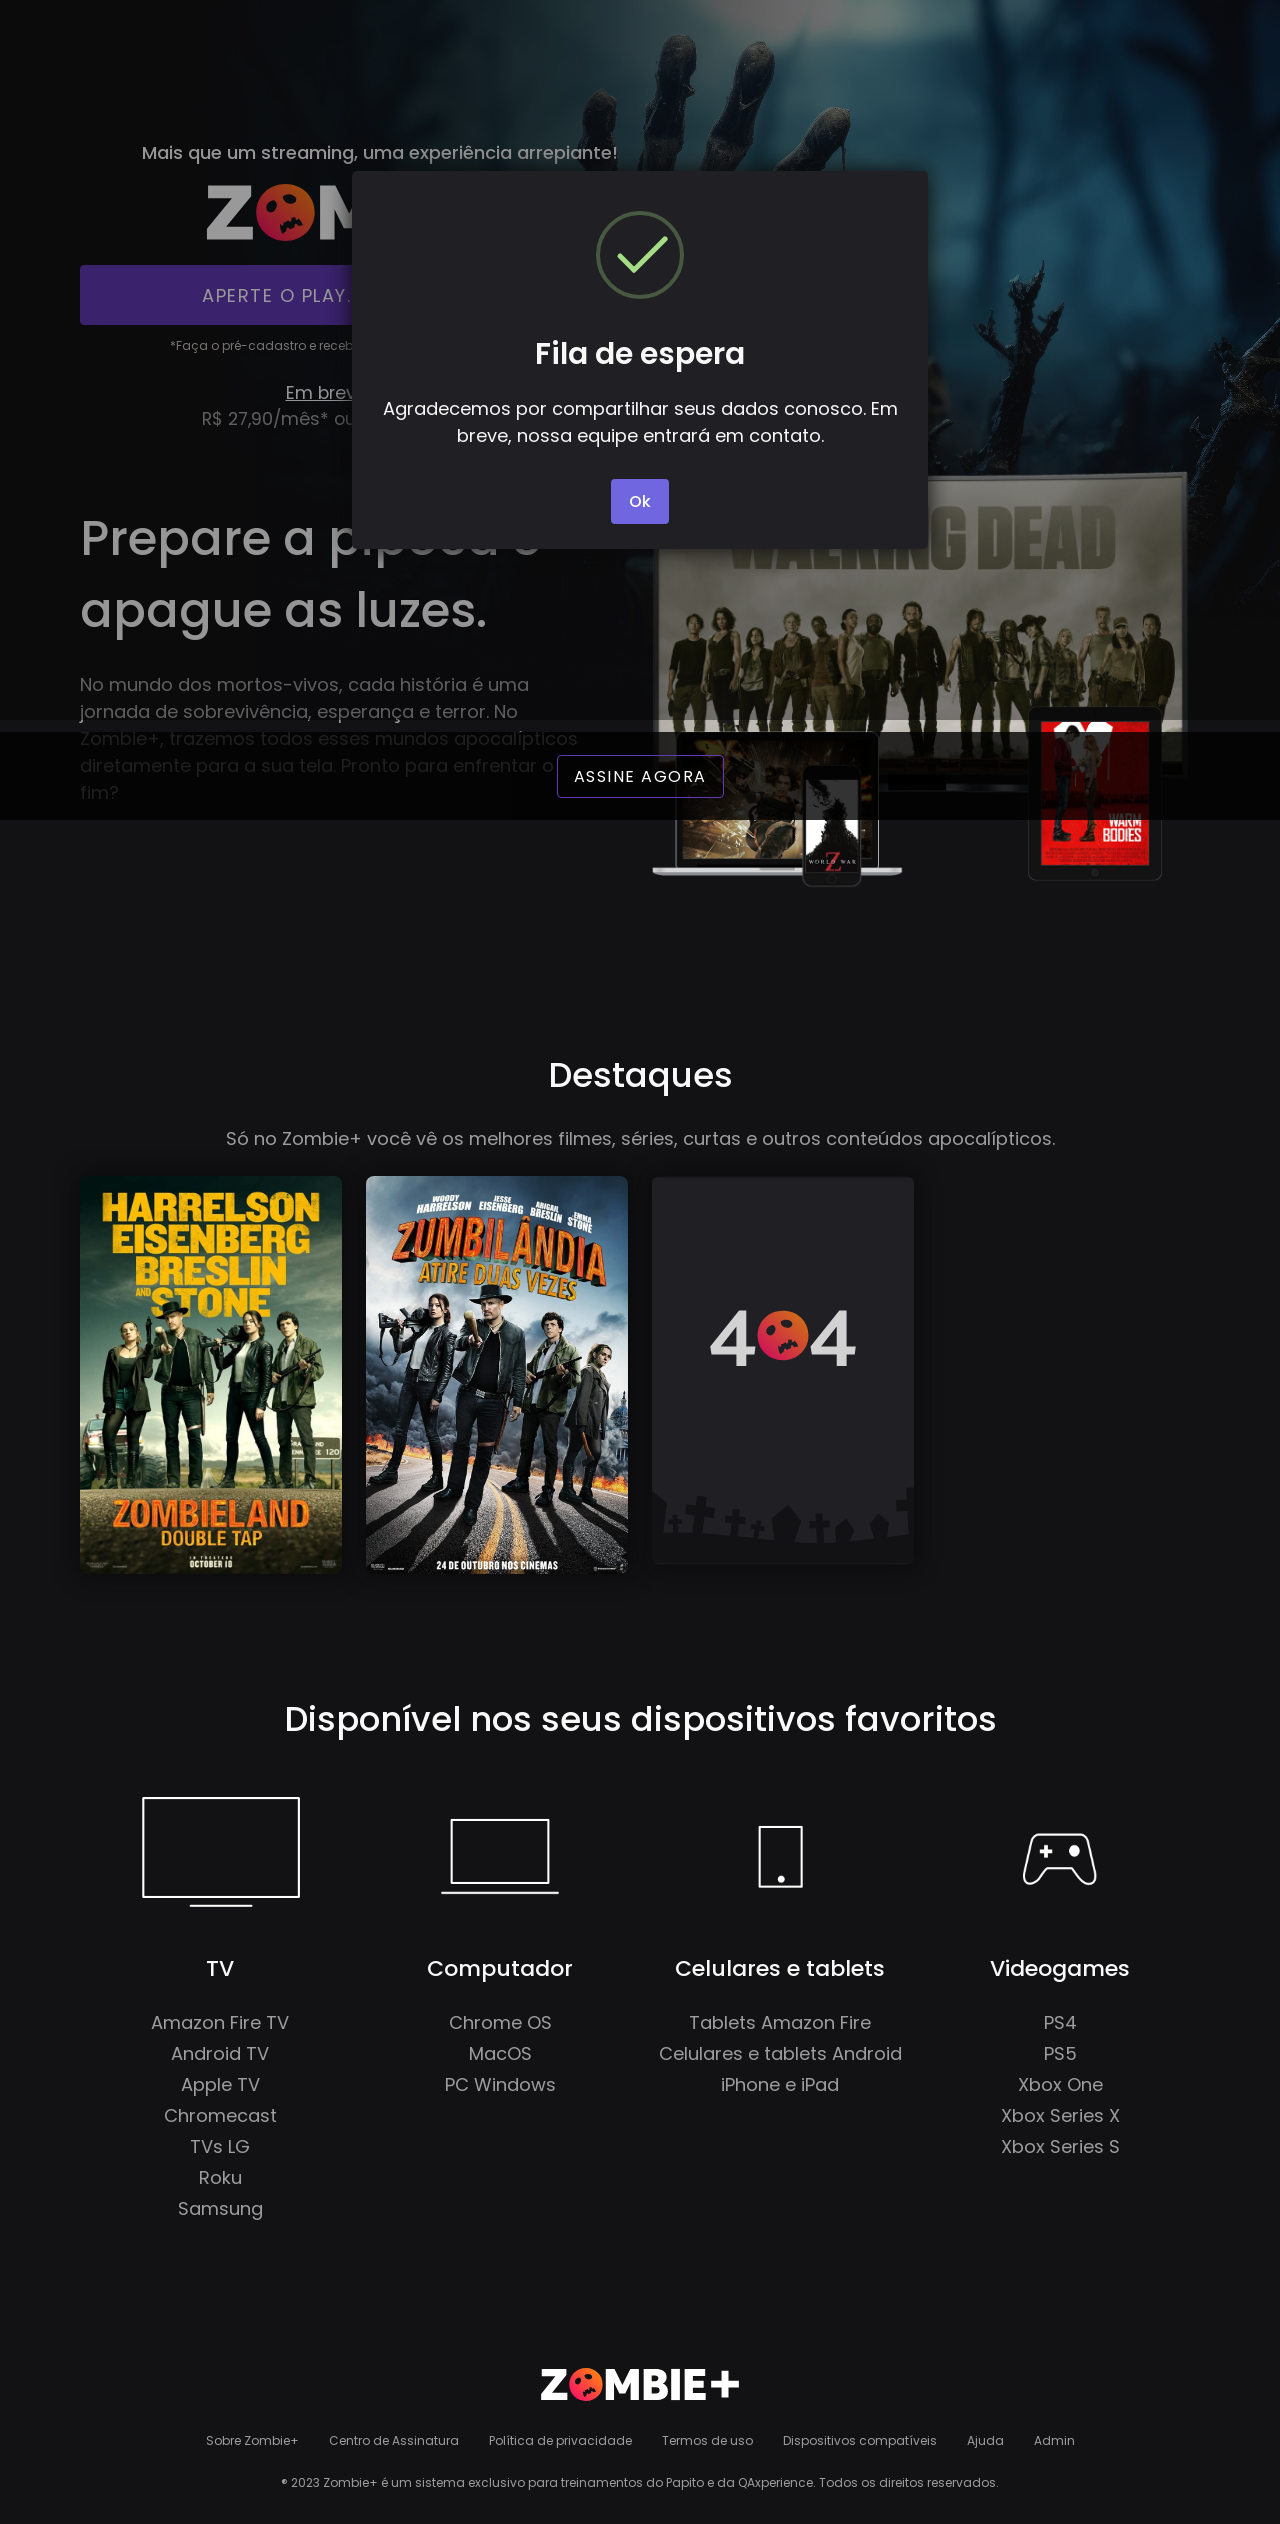 Mais que um streaming, uma experiência arrepiante!
ZOM
APERTE O PLAY.
*Faça o pré-cadastro e receb
Em brev
R$ 27,90/mês* ou
Fila de espera
Agradecemos por compartilhar seus dados conosco. Em
breve, nossa equipe entrará em contato.
Ok
Prepare a pipoca e
apague as luzes.
No mundo dos mortos-vivos, cada história é uma
jornada de sobrevivência, esperança e terror. No
Zombie+, trazemos todos esses mundos apocalípticos
diretamente para a sua tela. Pronto para enfrentar o
fim?
WALKING DEAD
WORLD WAR
Z
WARM
BODIES
ASSINE AGORA
Destaques
Só no Zombie+ você vê os melhores filmes, séries, curtas e outros conteúdos apocalípticos.
HARRELSON
EISENBERG
BRESLIN
AND STONE
ZOMBIELAND
DOUBLE TAP
IN THEATERS
OCTOBER 18
WOODY HARRELSON JESSE EISENBERG ABIGAIL BRESLIN EMMA STONE
ZUMBILÂNDIA
ATIRE DUAS VEZES
24 DE OUTUBRO NOS CINEMAS
404
Disponível nos seus dispositivos favoritos
TV
Amazon Fire TV
Android TV
Apple TV
Chromecast
TVs LG
Roku
Samsung
Computador
Chrome OS
MacOS
PC Windows
Celulares e tablets
Tablets Amazon Fire
Celulares e tablets Android
iPhone e iPad
Videogames
PS4
PS5
Xbox One
Xbox Series X
Xbox Series S
ZOMBIE+
Sobre Zombie+ Centro de Assinatura Política de privacidade Termos de uso Dispositivos compatíveis Ajuda Admin
® 2023 Zombie+ é um sistema exclusivo para treinamentos do Papito e da QAxperience. Todos os direitos reservados.